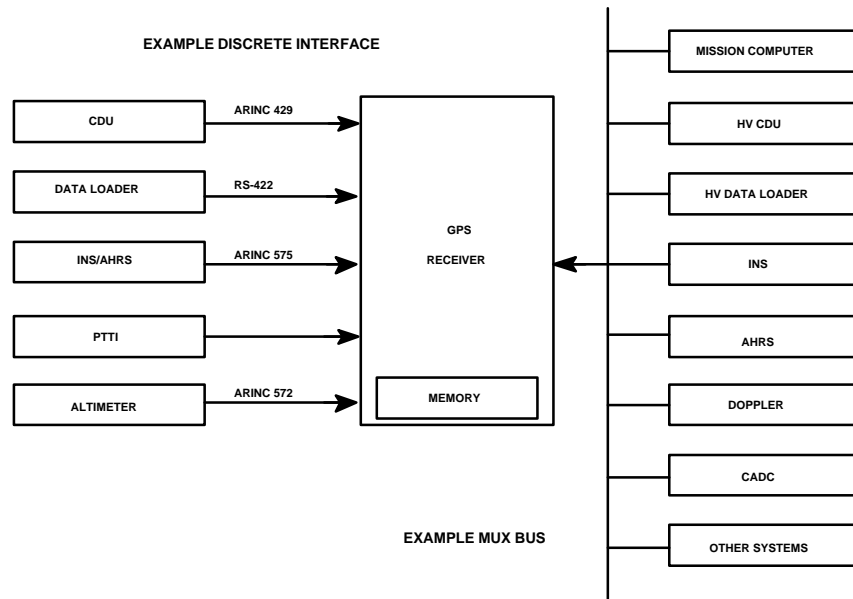 EXAMPLE DISCRETE INTERFACE
CDU
ARINC 429
DATA LOADER
RS-422
INS/AHRS
ARINC 575
PTTI
ALTIMETER
ARINC 572
GPS
RECEIVER
MEMORY
EXAMPLE MUX BUS
MISSION COMPUTER
HV CDU
HV DATA LOADER
INS
AHRS
DOPPLER
CADC
OTHER SYSTEMS